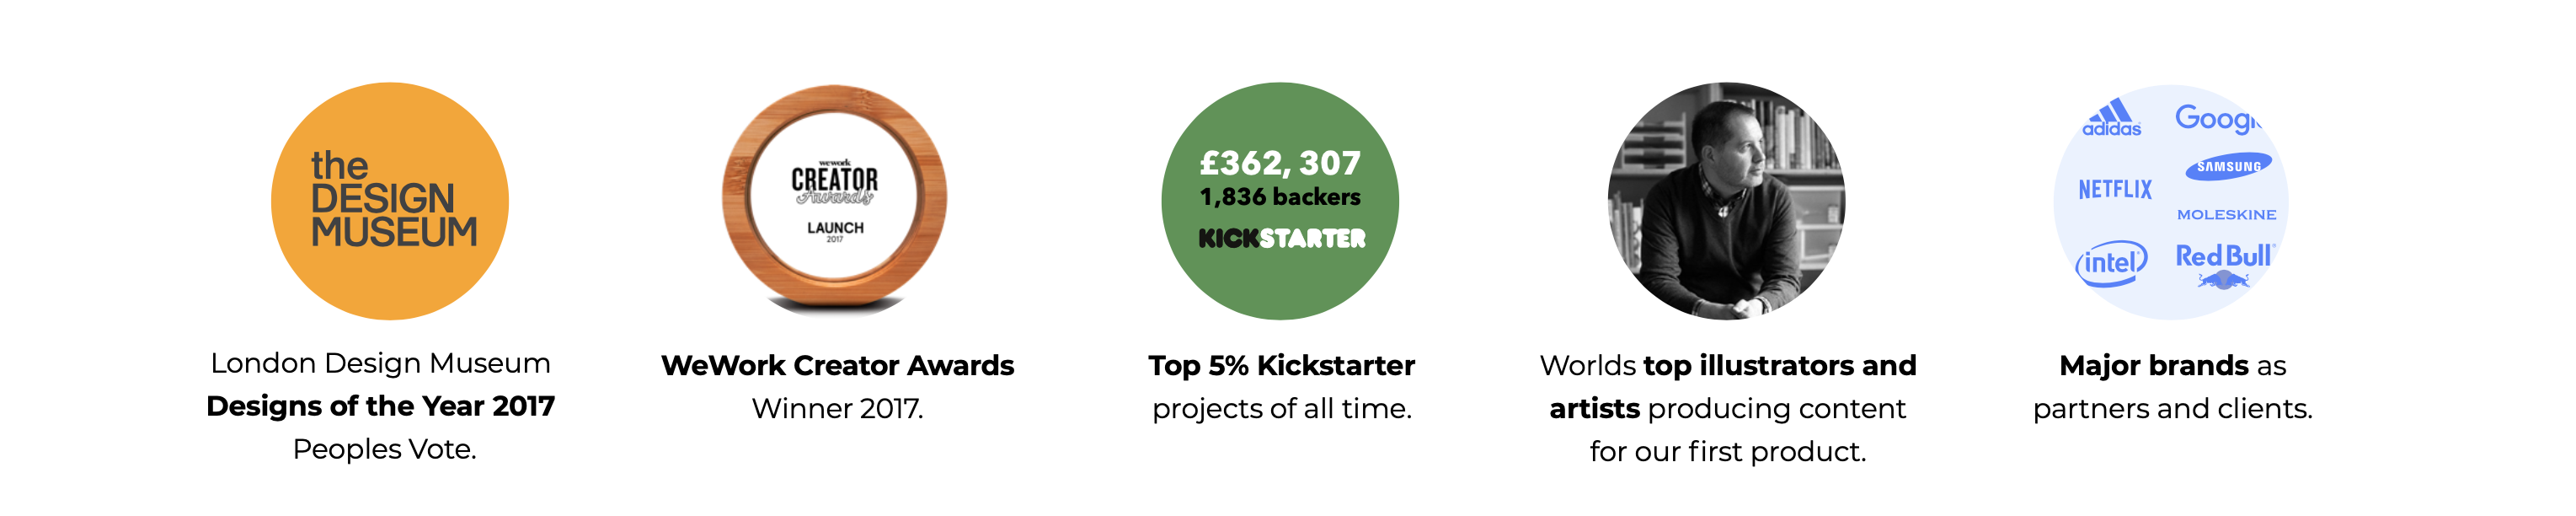 the
DESIGN
MUSEUM
London Design Museum
Designs of the Year 2017
Peoples Vote.
wework
CREATOR
Awards
LAUNCH
2017
WeWork Creator Awards
Winner 2017.
£362, 307
1,836 backers
KICKSTARTER
Top 5% Kickstarter
projects of all time.
Worlds top illustrators and
artists producing content
for our first product.
adidas
Googl
SAMSUNG
NETFLIX
MOLESKINE
intel
Red Bull
Major brands as
partners and clients.